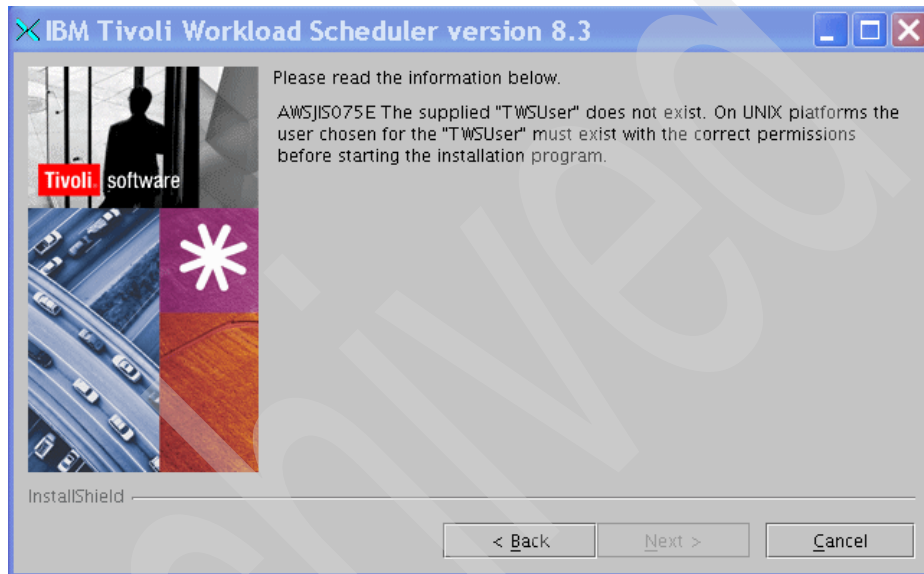 IBM Tivoli Workload Scheduler version 8.3
Please read the information below.
AWSJIS075E The supplied "TWSUser" does not exist. On UNIX platforms the
user chosen for the "TWSUser" must exist with the correct permissions
before starting the installation program.
Tivoli. software
InstallShield
< Back
Next >
Cancel